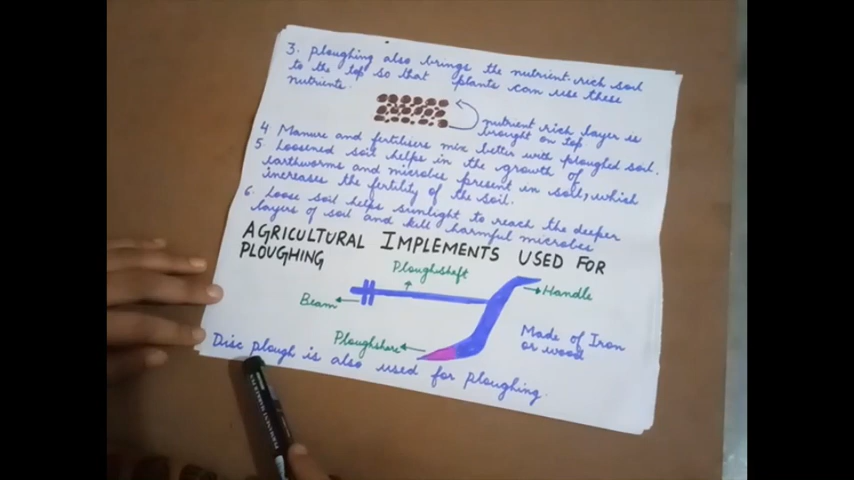 3. Ploughing also brings the nutrient-rich soil
to the top so that plants can use these
nutrients.
nutrient rich layer is
brought on top
4 Manure and fertilisers mix better with ploughed soil.
5 Loosened soil helps in the growth of
earthworms and microbes present in soil, which
increases the fertility of the soil.
6. Loose soil helps sunlight to reach the deeper
layers of soil and kill harmful microbes
AGRICULTURAL IMPLEMENTS USED FOR
PLOUGHING
Ploughshaft
Handle
Beam
Made of Iron
or wood
Ploughshare
Disc plough is also used for ploughing.